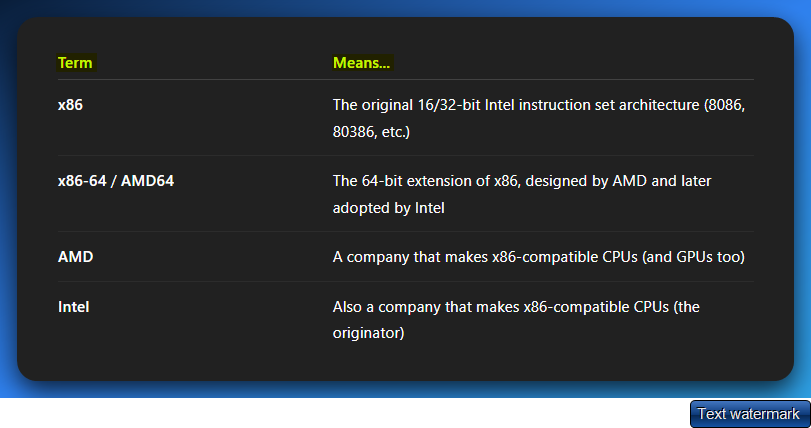 Term Means...
x86 The original 16/32-bit Intel instruction set architecture (8086,
80386, etc.)
x86-64 / AMD64 The 64-bit extension of x86, designed by AMD and later
adopted by Intel
AMD A company that makes x86-compatible CPUs (and GPUs too)
Intel Also a company that makes x86-compatible CPUs (the
originator)
Text watermark